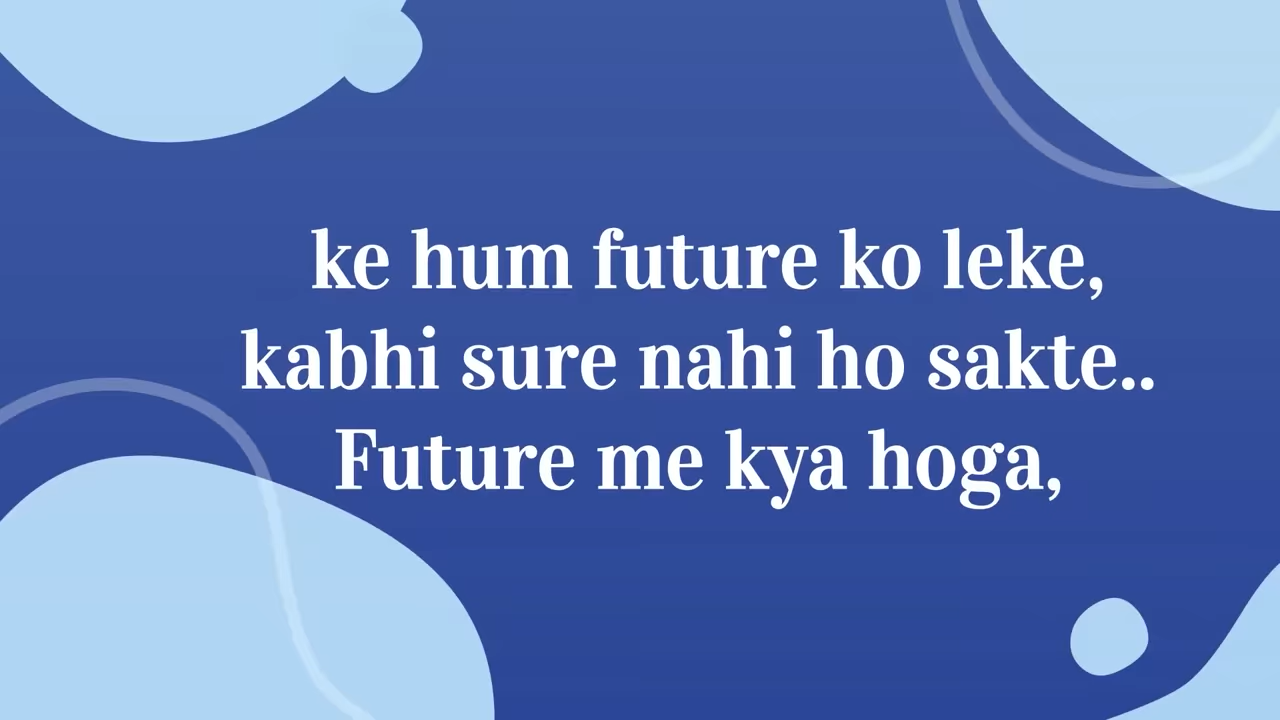 ke hum future ko leke,
kabhi sure nahi ho sakte..
Future me kya hoga,